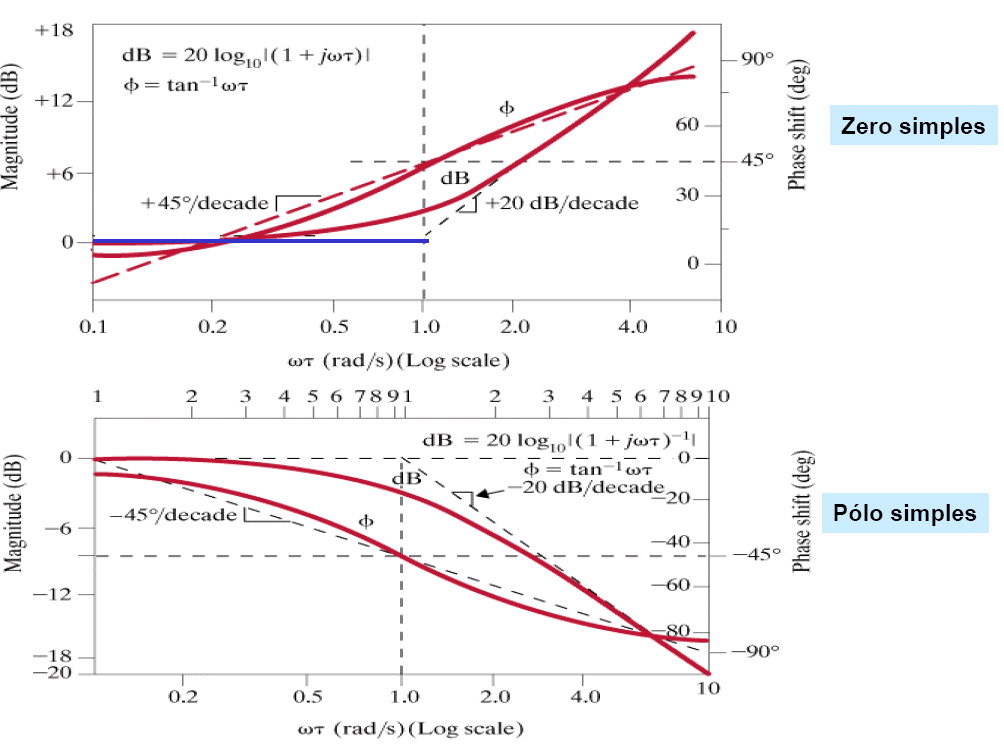 +18
dB = 20 log₁₀|(1 + jωτ)|
90°
ϕ = tan⁻¹ωτ
+12
ϕ
60
Zero simples
Magnitude (dB)
Phase shift (deg)
45°
+6
dB
+45°/decade
+20 dB/decade
30
0
0
0.1 0.2 0.5 1.0 2.0 4.0 10
ωτ (rad/s)(Log scale)
1 2 3 4 5 6 7 8 9 1 2 3 4 5 6 7 8 9 10
dB = 20 log₁₀|(1 + jωτ)⁻¹|
0
0
ϕ = tan⁻¹ωτ
dB
−20 dB/decade
−20
Magnitude (dB)
Phase shift (deg)
−45°/decade
ϕ
Pólo simples
−6
−40
−45°
−60
−12
−80
−90°
−18
−20
0.2 0.5 1.0 2.0 4.0 10
ωτ (rad/s)(Log scale)